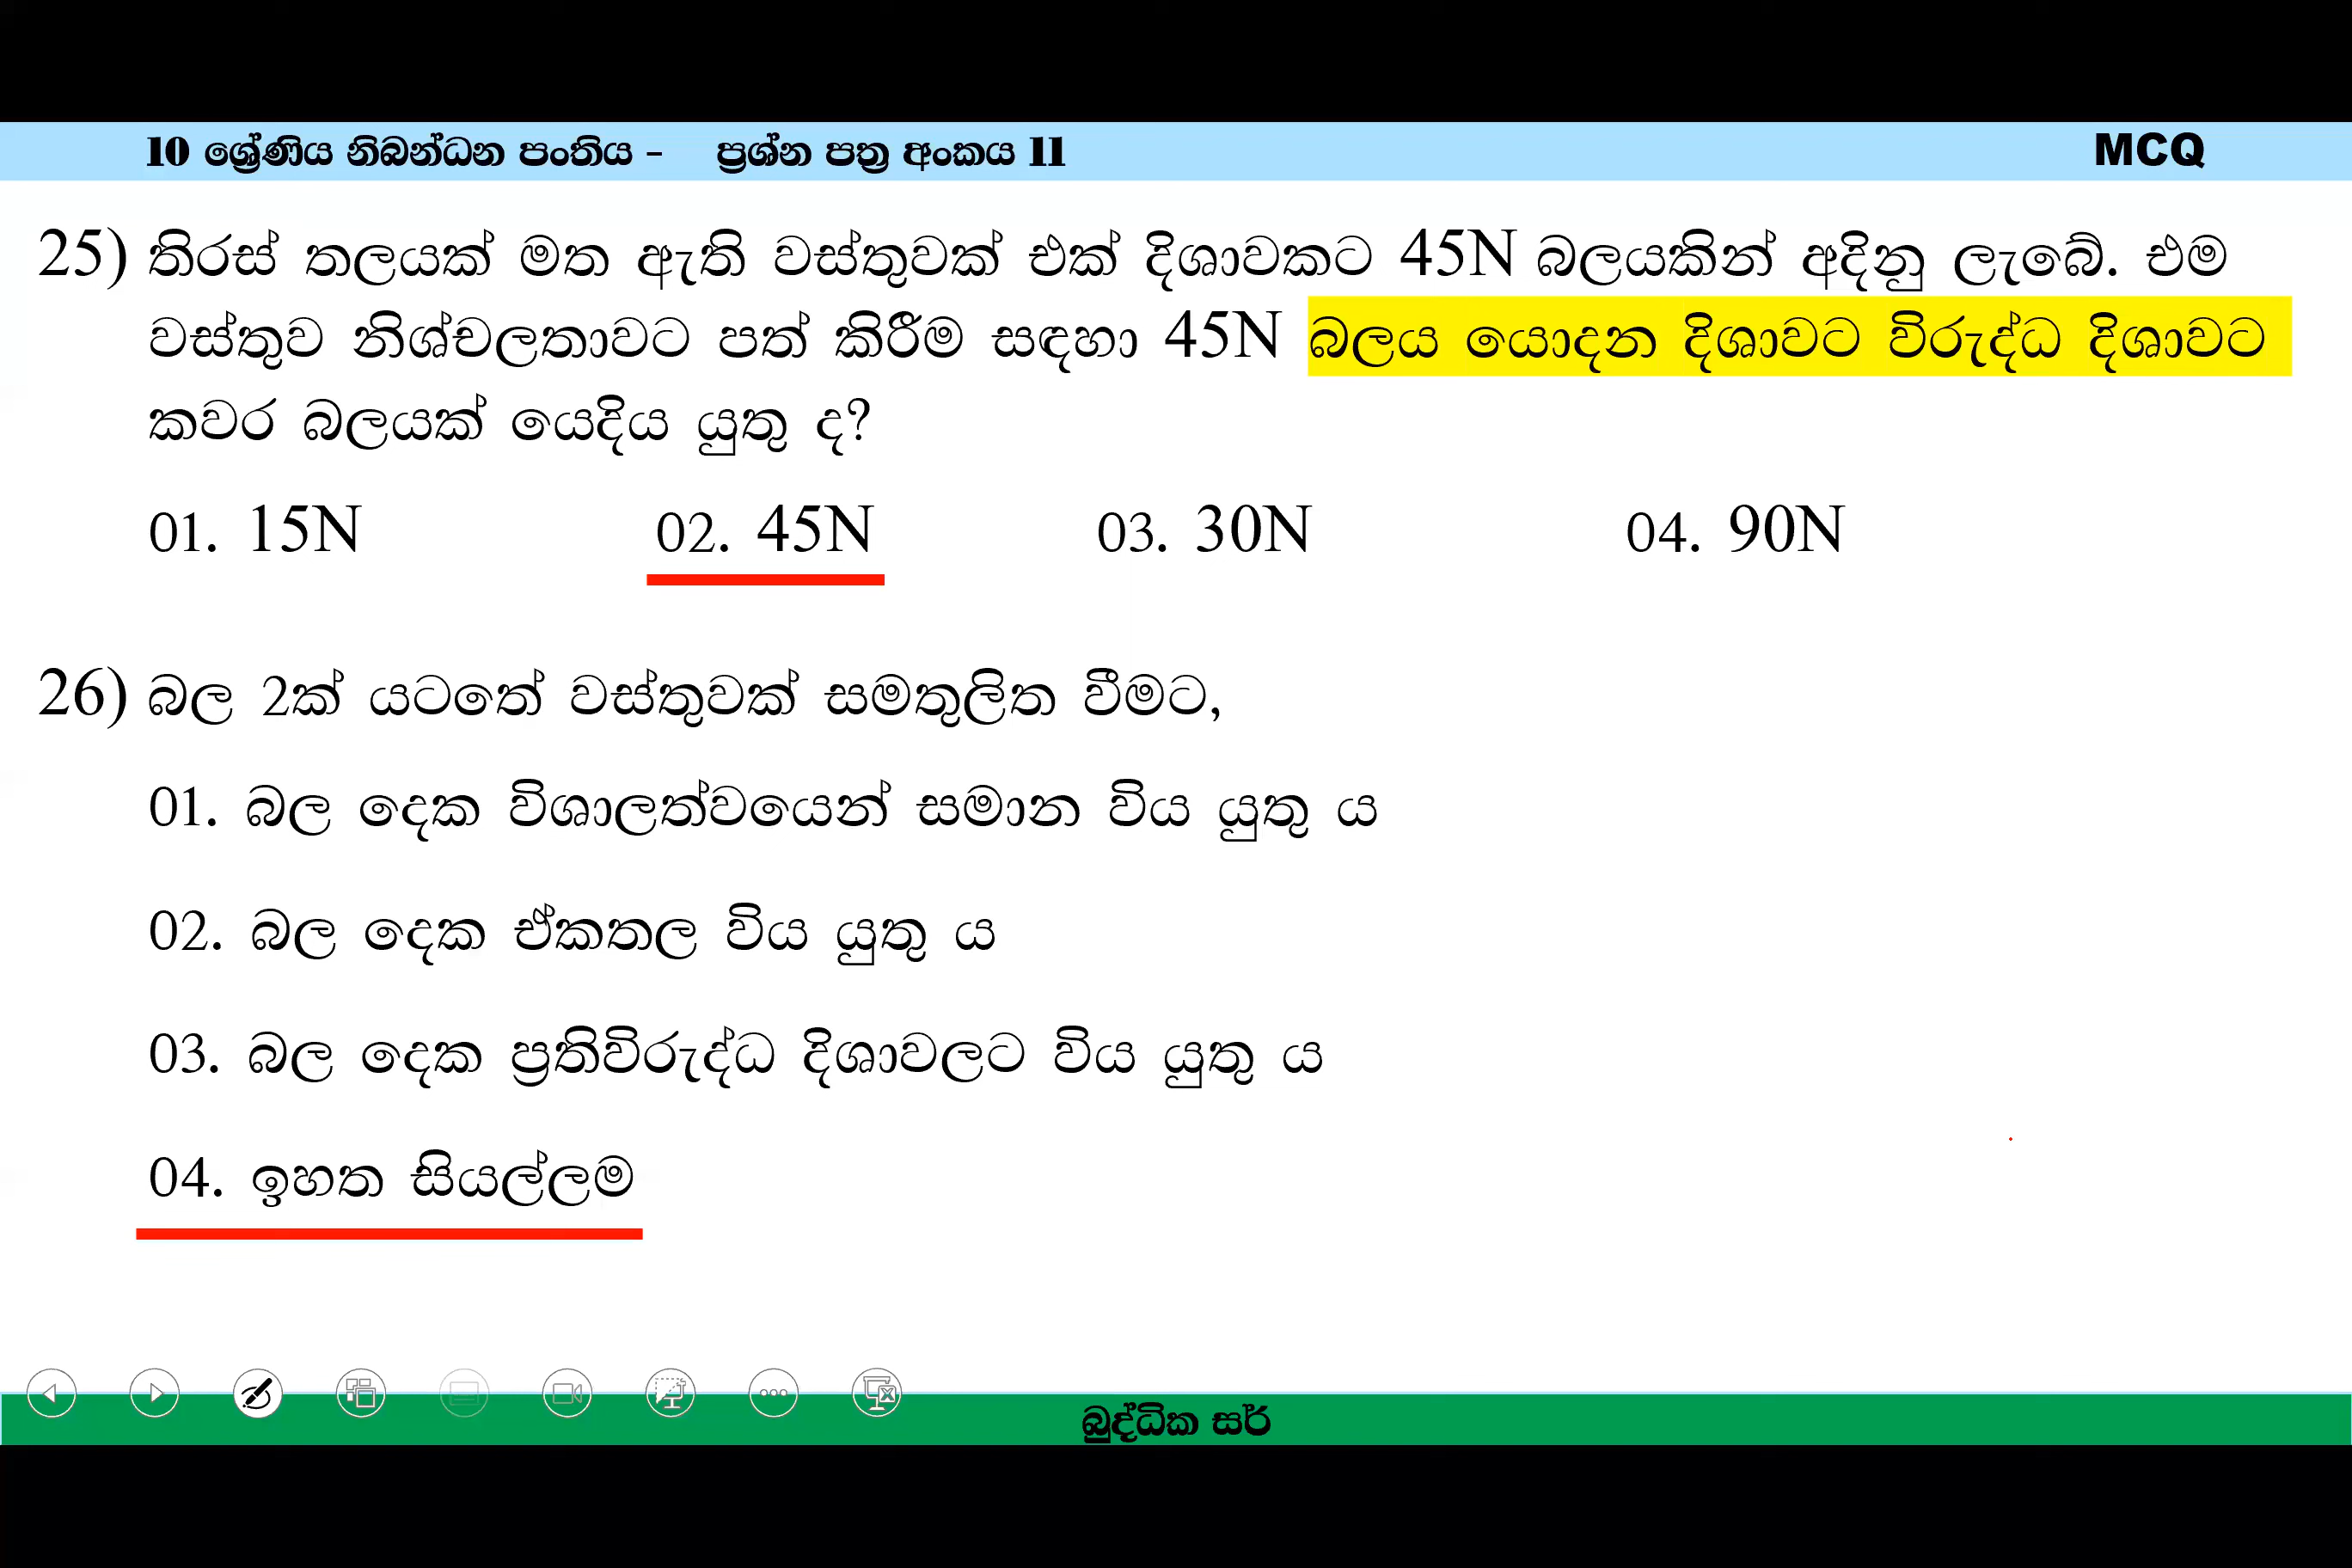 10 ශ්‍රේණිය නිබන්ධන පංතිය - ප්‍රශ්න පත්‍ර අංකය 11 MCQ
25) තිරස් තලයක් මත ඇති වස්තුවක් එක් දිශාවකට 45N බලයකින් අදිනු ලැබේ. එම
වස්තුව නිශ්චලතාවට පත් කිරීම සඳහා 45N බලය යොදන දිශාවට විරුද්ධ දිශාවට
කවර බලයක් යෙදිය යුතු ද?
01. 15N 02. 45N 03. 30N 04. 90N
26) බල 2ක් යටතේ වස්තුවක් සමතුලිත වීමට,
01. බල දෙක විශාලත්වයෙන් සමාන විය යුතු ය
02. බල දෙක ඒකතල විය යුතු ය
03. බල දෙක ප්‍රතිවිරුද්ධ දිශාවලට විය යුතු ය
04. ඉහත සියල්ලම
බුද්ධික සර්